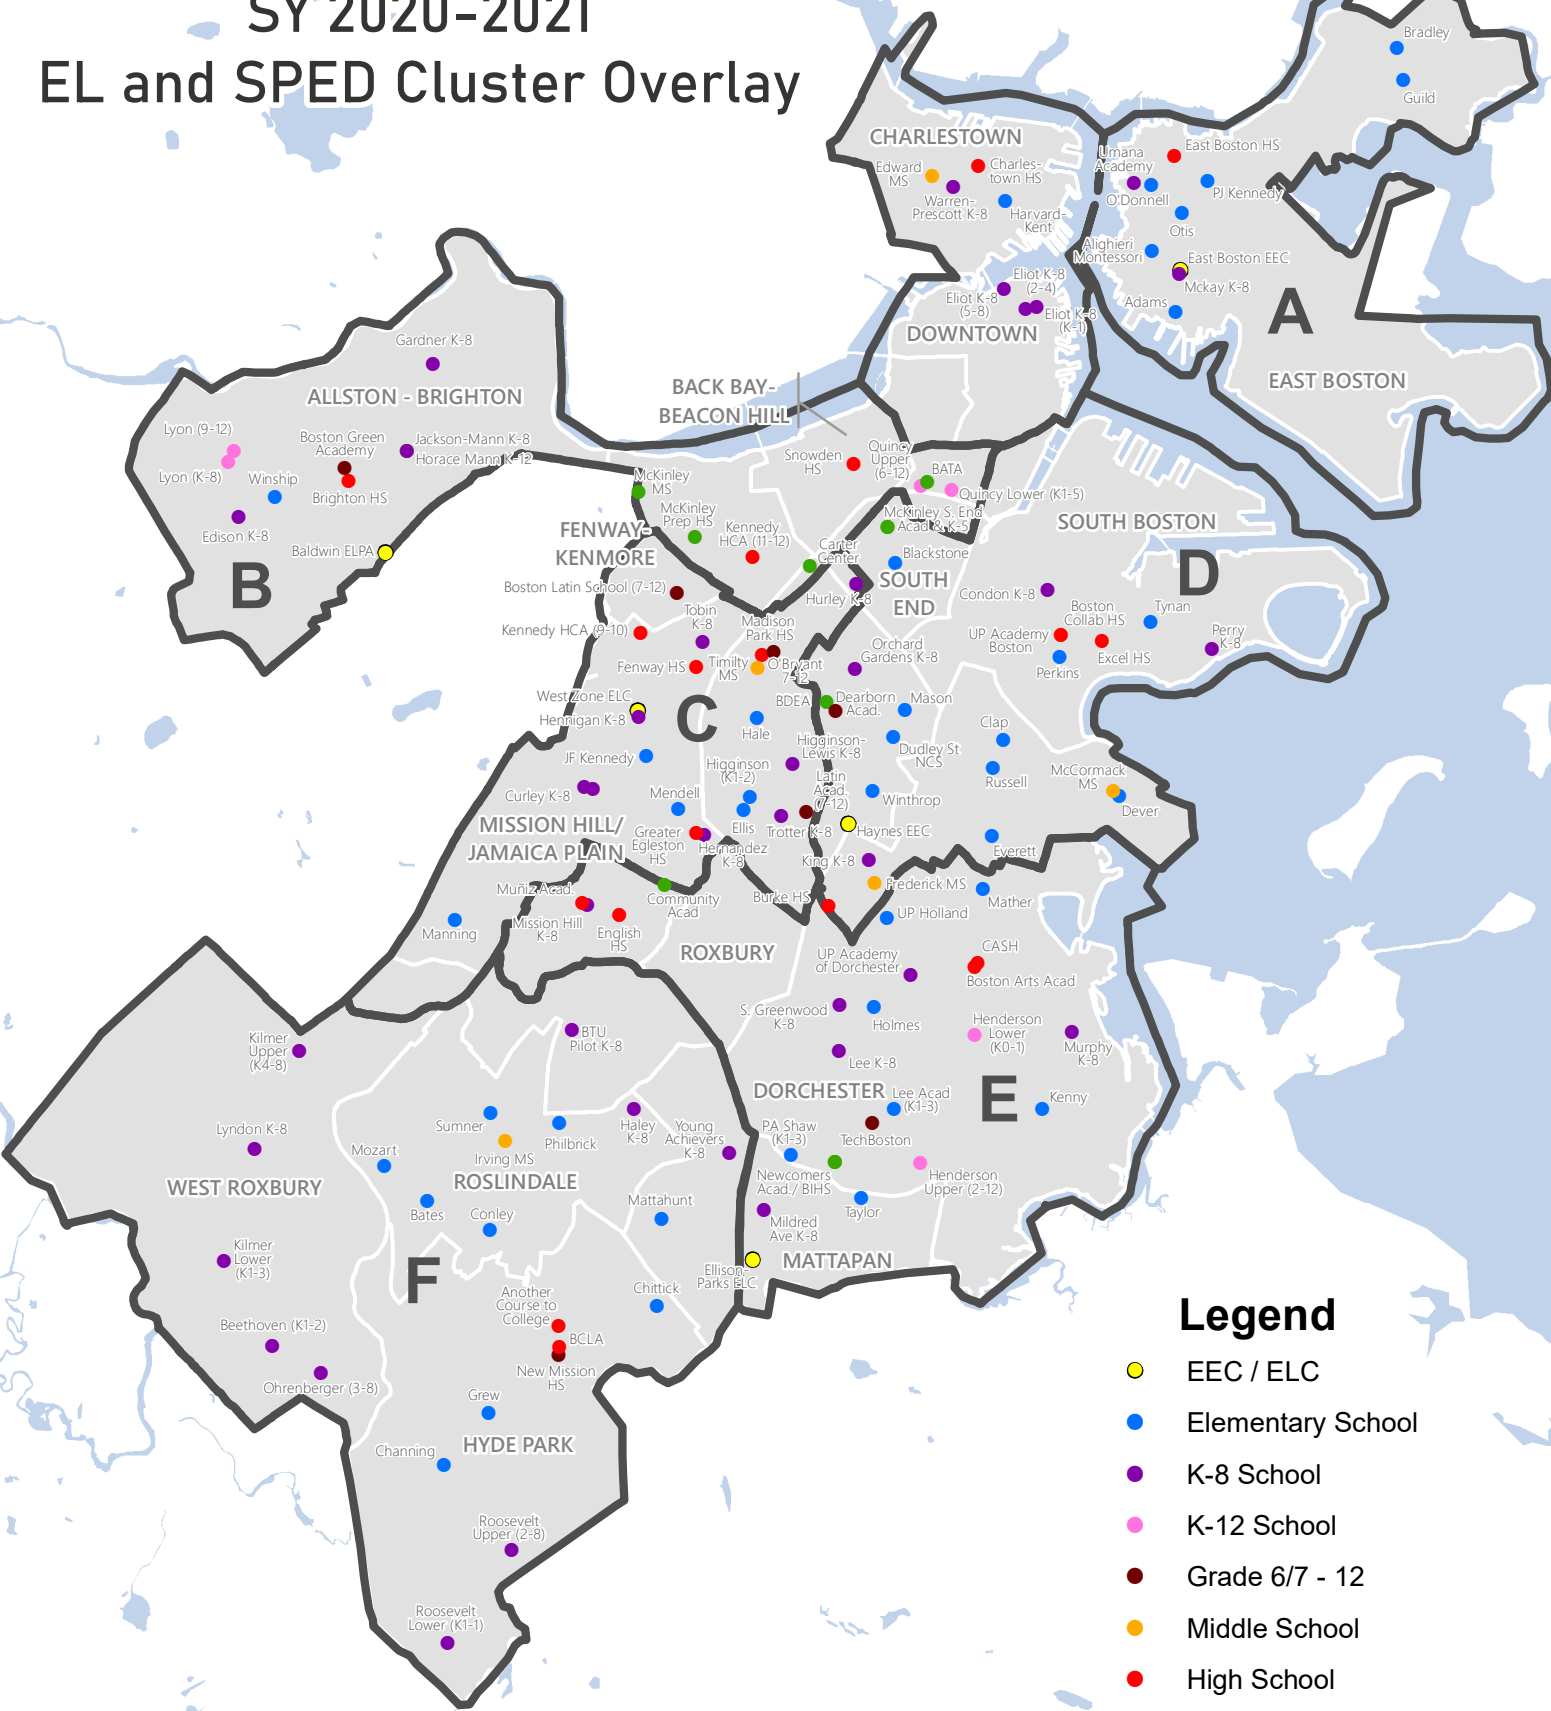 SY 2020-2021
EL and SPED Cluster Overlay
Bradley
Guild
CHARLESTOWN
Edward
MS
Charles-
town HS
Warren-
Prescott K-8
Harvard-
Kent
Umana
Academy
East Boston HS
O'Donnell
PJ Kennedy
Otis
Alighieri
Montessori
East Boston EEC
Mckay K-8
Adams
A
EAST BOSTON
Eliot K-8
(2-4)
Eliot K-8
(5-8)
Eliot K-8
(K-1)
DOWNTOWN
Gardner K-8
ALLSTON - BRIGHTON
Lyon (9-12)
Lyon (K-8)
Boston Green
Academy
Jackson-Mann K-8
Horace Mann K-12
Winship
Brighton HS
Edison K-8
Baldwin ELPA
B
BACK BAY-
BEACON HILL
Snowden
HS
Quincy
Upper
(6-12)
BATA
Quincy Lower (K1-5)
McKinley
MS
McKinley
Prep HS
Kennedy
HCA (11-12)
McKinley S. End
Acad & K-5
Carter
Center
Blackstone
FENWAY-
KENMORE
SOUTH
END
Hurley K-8
SOUTH BOSTON
D
Condon K-8
Boston
Collab HS
Tynan
UP Academy
Boston
Excel HS
Perkins
Perry
K-8
Boston Latin School (7-12)
Tobin
K-8
Kennedy HCA (9-10)
Madison
Park HS
Fenway HS
Timilty
MS
O'Bryant
7-12
Orchard
Gardens K-8
West Zone ELC
Hennigan K-8
C
BDEA
Dearborn
Acad.
Mason
Hale
Dudley St
NCS
Clap
Russell
McCormack
MS
Dever
JF Kennedy
Higginson
(K1-2)
Higginson-
Lewis K-8
Latin
Acad.
(7-12)
Winthrop
Curley K-8
Mendell
Ellis
Trotter K-8
Haynes EEC
Everett
MISSION HILL/
JAMAICA PLAIN
Greater
Egleston
HS
Hernandez
K-8
King K-8
Frederick MS
Mather
Muñiz Acad.
Community
Acad
Burke HS
UP Holland
Manning
Mission Hill
K-8
English
HS
ROXBURY
UP Academy
of Dorchester
CASH
Boston Arts Acad
S. Greenwood
K-8
Holmes
Henderson
Lower
(K0-1)
Murphy
K-8
Lee K-8
Kilmer
Upper
(K4-8)
BTU
Pilot K-8
DORCHESTER
Lee Acad
(K1-3)
E
Kenny
Lyndon K-8
Sumner
Philbrick
Haley
K-8
Young
Achievers
K-8
PA Shaw
(K1-3)
TechBoston
Mozart
Irving MS
WEST ROXBURY
ROSLINDALE
Newcomers
Acad./ BIHS
Henderson
Upper (2-12)
Bates
Conley
Mattahunt
Taylor
Mildred
Ave K-8
Kilmer
Lower
(K1-3)
F
Ellison-
Parks ELC
MATTAPAN
Another
Course to
College
Chittick
Beethoven (K1-2)
BCLA
New Mission
HS
Ohrenberger (3-8)
Grew
HYDE PARK
Channing
Roosevelt
Upper (2-8)
Roosevelt
Lower (K1-1)
Legend
EEC / ELC
Elementary School
K-8 School
K-12 School
Grade 6/7 - 12
Middle School
High School